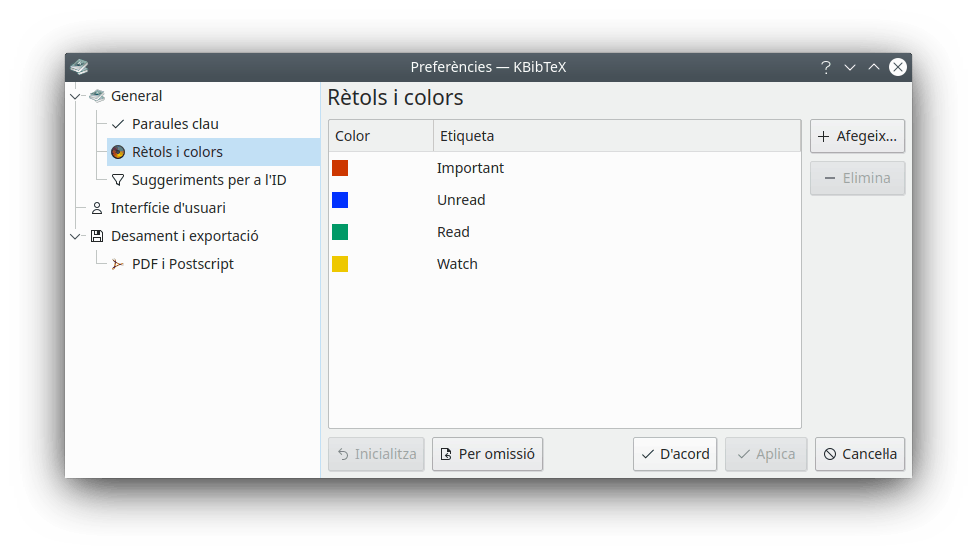 Preferències — KBibTeX
General
Paraules clau
Rètols i colors
Suggeriments per a l'ID
Interfície d'usuari
Desament i exportació
PDF i Postscript
Rètols i colors
Color Etiqueta
Important
Unread
Read
Watch
Afegeix...
Elimina
Inicialitza Per omissió D'acord Aplica Canceŀla